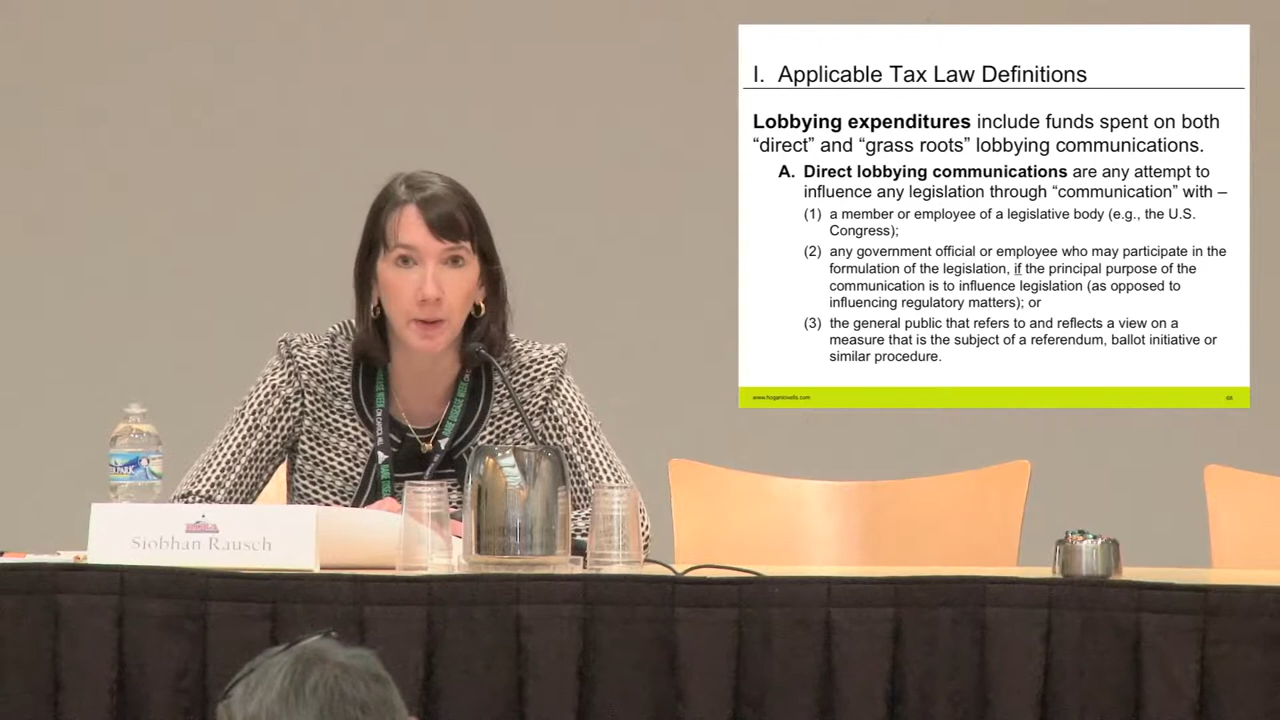 I. Applicable Tax Law Definitions
Lobbying expenditures include funds spent on both
“direct” and “grass roots” lobbying communications.
A. Direct lobbying communications are any attempt to
influence any legislation through “communication” with –
(1) a member or employee of a legislative body (e.g., the U.S.
Congress);
(2) any government official or employee who may participate in the
formulation of the legislation, if the principal purpose of the
communication is to influence legislation (as opposed to
influencing regulatory matters); or
(3) the general public that refers to and reflects a view on a
measure that is the subject of a referendum, ballot initiative or
similar procedure.
www.hoganlovells.com
Siobhan Rausch
RARE DISEASE WEEK